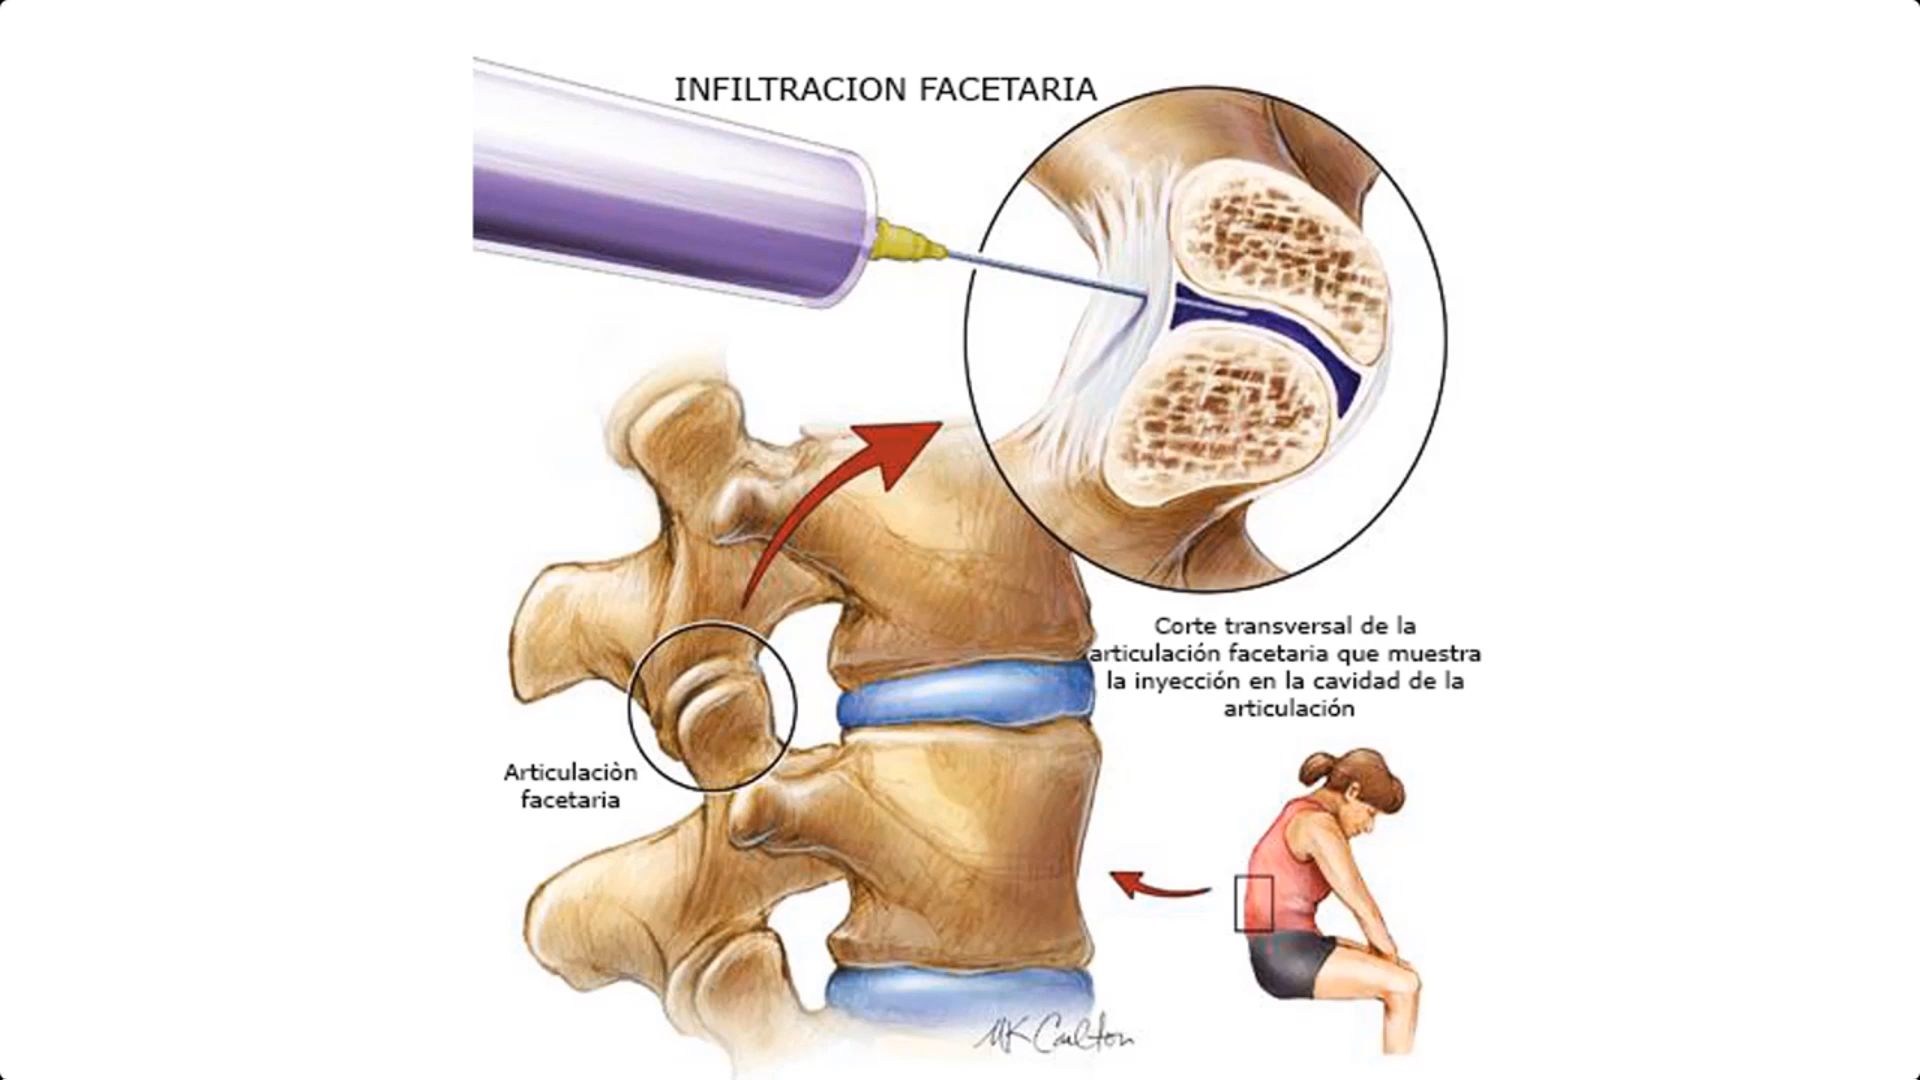 INFILTRACION FACETARIA
Corte transversal de la
articulación facetaria que muestra
la inyección en la cavidad de la
articulación
Articulaciòn
facetaria
MK Carlton